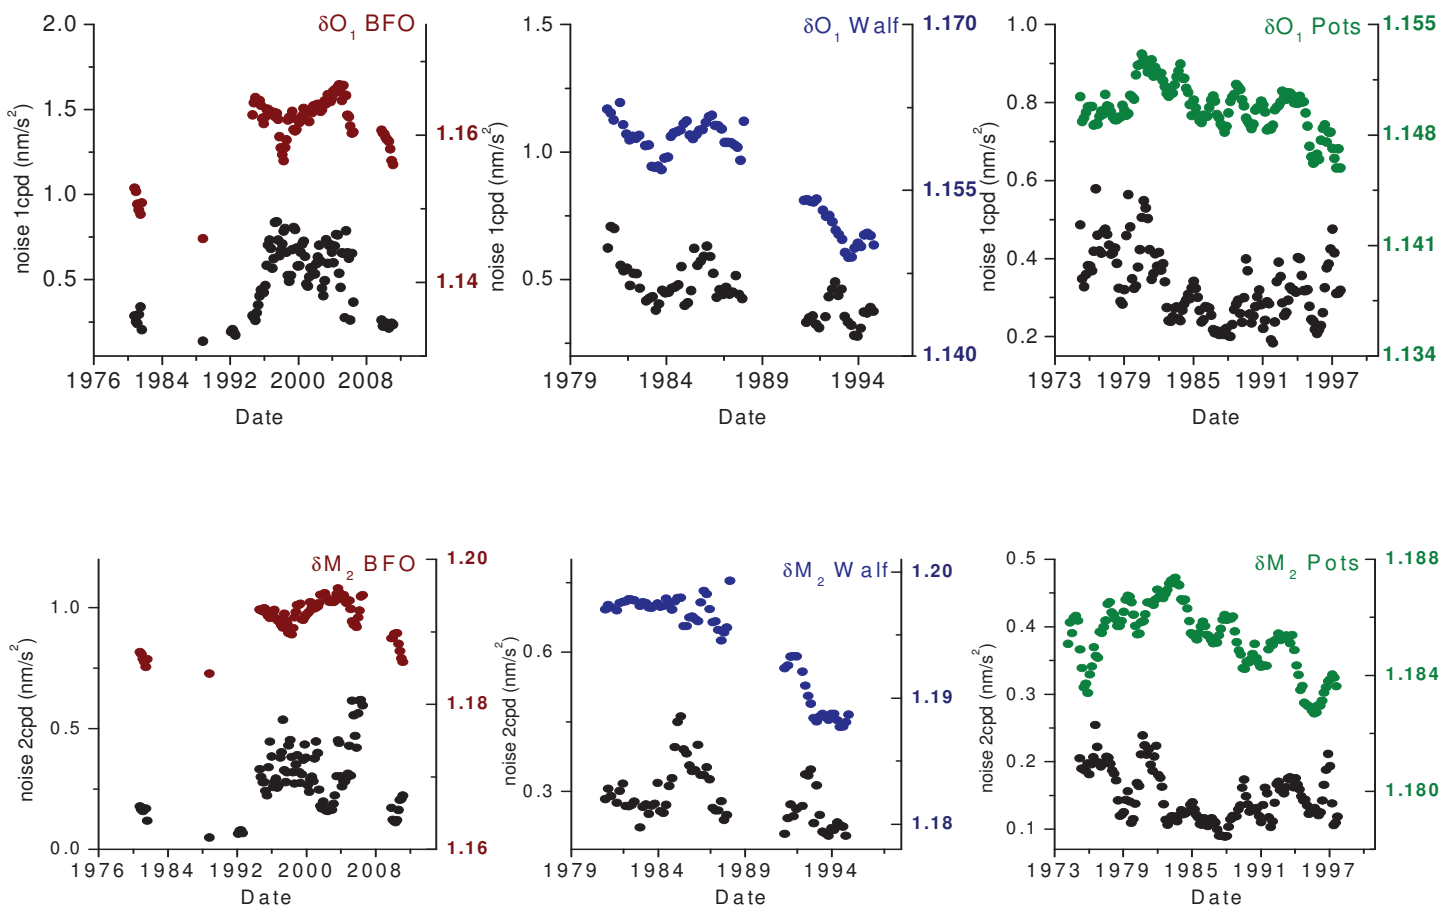 δO₁ BFO
2.0
1.5
1.0
0.5
1.16
1.14
noise 1cpd (nm/s²)
1976 1984 1992 2000 2008
Date
δO₁ Walf
1.5
1.0
0.5
1.170
1.155
1.140
noise 1cpd (nm/s²)
1979 1984 1989 1994
Date
δO₁ Pots
1.0
0.8
0.6
0.4
0.2
1.155
1.148
1.141
1.134
noise 1cpd (nm/s²)
1973 1979 1985 1991 1997
Date
δM₂ BFO
1.0
0.5
0.0
1.20
1.18
1.16
noise 2cpd (nm/s²)
1976 1984 1992 2000 2008
Date
δM₂ Walf
0.6
0.3
1.20
1.19
1.18
noise 2cpd (nm/s²)
1979 1984 1989 1994
Date
δM₂ Pots
0.5
0.4
0.3
0.2
0.1
1.188
1.184
1.180
noise 2cpd (nm/s²)
1973 1979 1985 1991 1997
Date